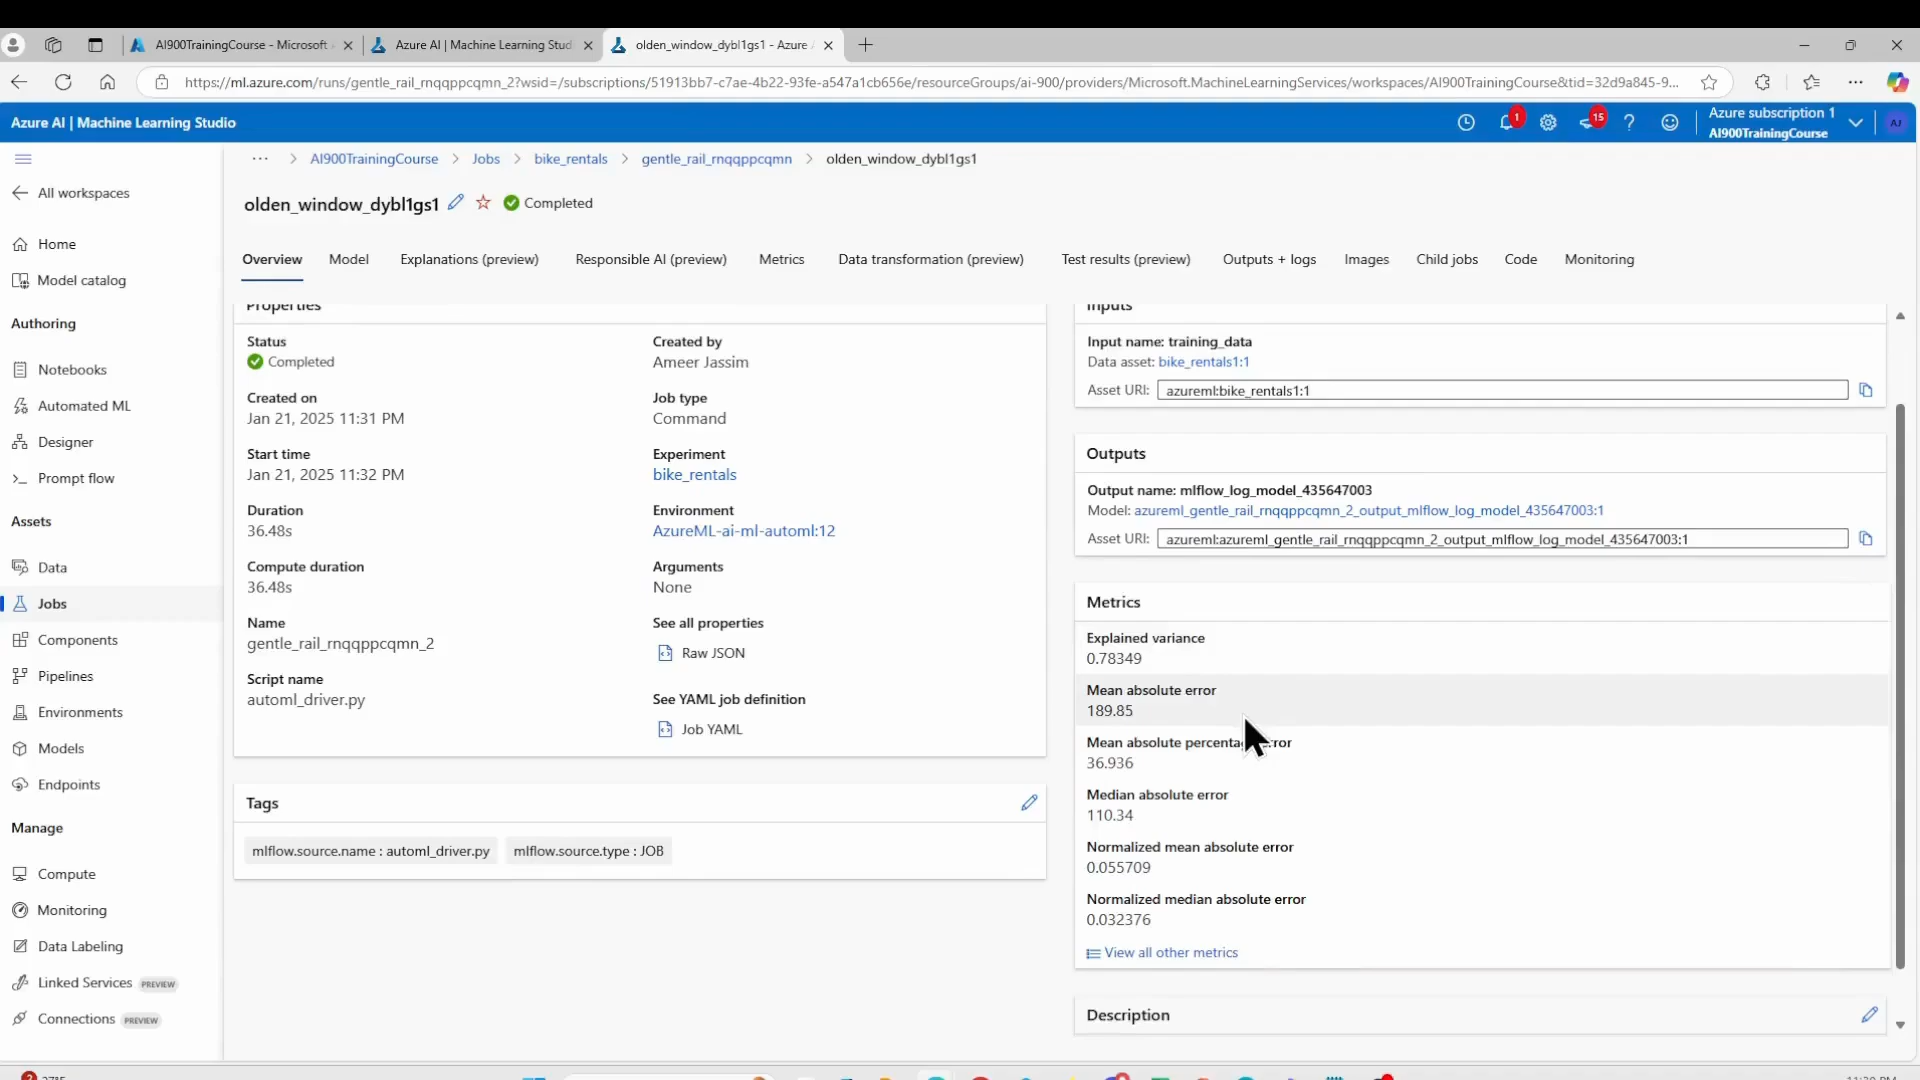 AI900TrainingCourse - Microsoft
Azure AI | Machine Learning Stud
olden_window_dybl1gs1 - Azure
https://ml.azure.com/runs/gentle_rail_rnqqppcqmn_2?wsid=/subscriptions/51913bb7-c7ae-4b22-93fe-a547a1cb656e/resourceGroups/ai-900/providers/Microsoft.MachineLearningServices/workspaces/AI900TrainingCourse&tid=32d9a845-9...
Azure AI | Machine Learning Studio
1
15
Azure subscription 1
AI900TrainingCourse
AJ
All workspaces
Home
Model catalog
Authoring
Notebooks
Automated ML
Designer
Prompt flow
Assets
Data
Jobs
Components
Pipelines
Environments
Models
Endpoints
Manage
Compute
Monitoring
Data Labeling
Linked Services PREVIEW
Connections PREVIEW
... > AI900TrainingCourse > Jobs > bike_rentals > gentle_rail_rnqqppcqmn > olden_window_dybl1gs1
olden_window_dybl1gs1 Completed
Overview Model Explanations (preview) Responsible AI (preview) Metrics Data transformation (preview) Test results (preview) Outputs + logs Images Child jobs Code Monitoring
Properties
Status
Completed
Created on
Jan 21, 2025 11:31 PM
Start time
Jan 21, 2025 11:32 PM
Duration
36.48s
Compute duration
36.48s
Name
gentle_rail_rnqqppcqmn_2
Script name
automl_driver.py
Created by
Ameer Jassim
Job type
Command
Experiment
bike_rentals
Environment
AzureML-ai-ml-automl:12
Arguments
None
See all properties
Raw JSON
See YAML job definition
Job YAML
Tags
mlflow.source.name : automl_driver.py
mlflow.source.type : JOB
Inputs
Input name: training_data
Data asset: bike_rentals1:1
Asset URI: azureml:bike_rentals1:1
Outputs
Output name: mlflow_log_model_435647003
Model: azureml_gentle_rail_rnqqppcqmn_2_output_mlflow_log_model_435647003:1
Asset URI: azureml:azureml_gentle_rail_rnqqppcqmn_2_output_mlflow_log_model_435647003:1
Metrics
Explained variance
0.78349
Mean absolute error
189.85
Mean absolute percentage error
36.936
Median absolute error
110.34
Normalized mean absolute error
0.055709
Normalized median absolute error
0.032376
View all other metrics
Description